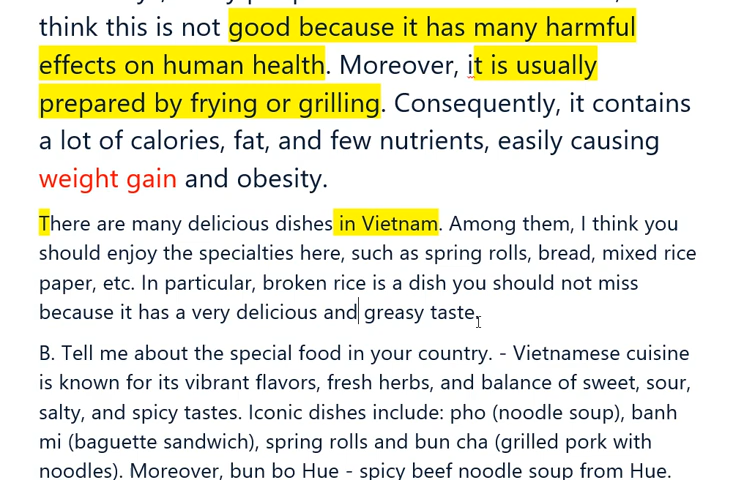 think this is not good because it has many harmful
effects on human health. Moreover, it is usually
prepared by frying or grilling. Consequently, it contains
a lot of calories, fat, and few nutrients, easily causing
weight gain and obesity.
There are many delicious dishes in Vietnam. Among them, I think you
should enjoy the specialties here, such as spring rolls, bread, mixed rice
paper, etc. In particular, broken rice is a dish you should not miss
because it has a very delicious and greasy taste.
B. Tell me about the special food in your country. - Vietnamese cuisine
is known for its vibrant flavors, fresh herbs, and balance of sweet, sour,
salty, and spicy tastes. Iconic dishes include: pho (noodle soup), banh
mi (baguette sandwich), spring rolls and bun cha (grilled pork with
noodles). Moreover, bun bo Hue - spicy beef noodle soup from Hue.